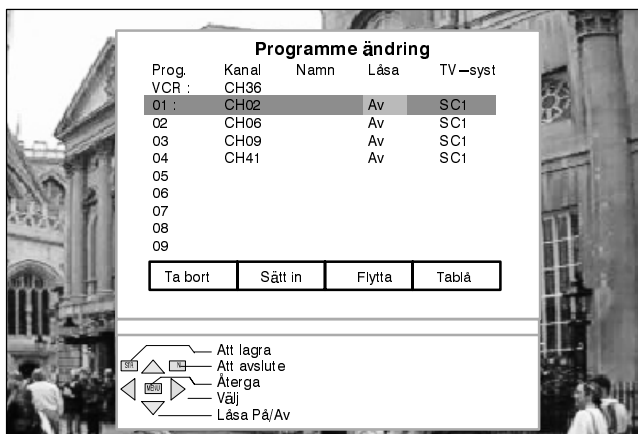 Programme ändring
Prog. Kanal Namn Låsa TV–syst
VCR : CH36
01 : CH02 Av SC1
02 CH06 Av SC1
03 CH09 Av SC1
04 CH41 Av SC1
05
06
07
08
09
Ta bort Sätt in Flytta Tablå
Att lagra
STR N Att avslute
Återga
MENU Välj
Låsa På/Av